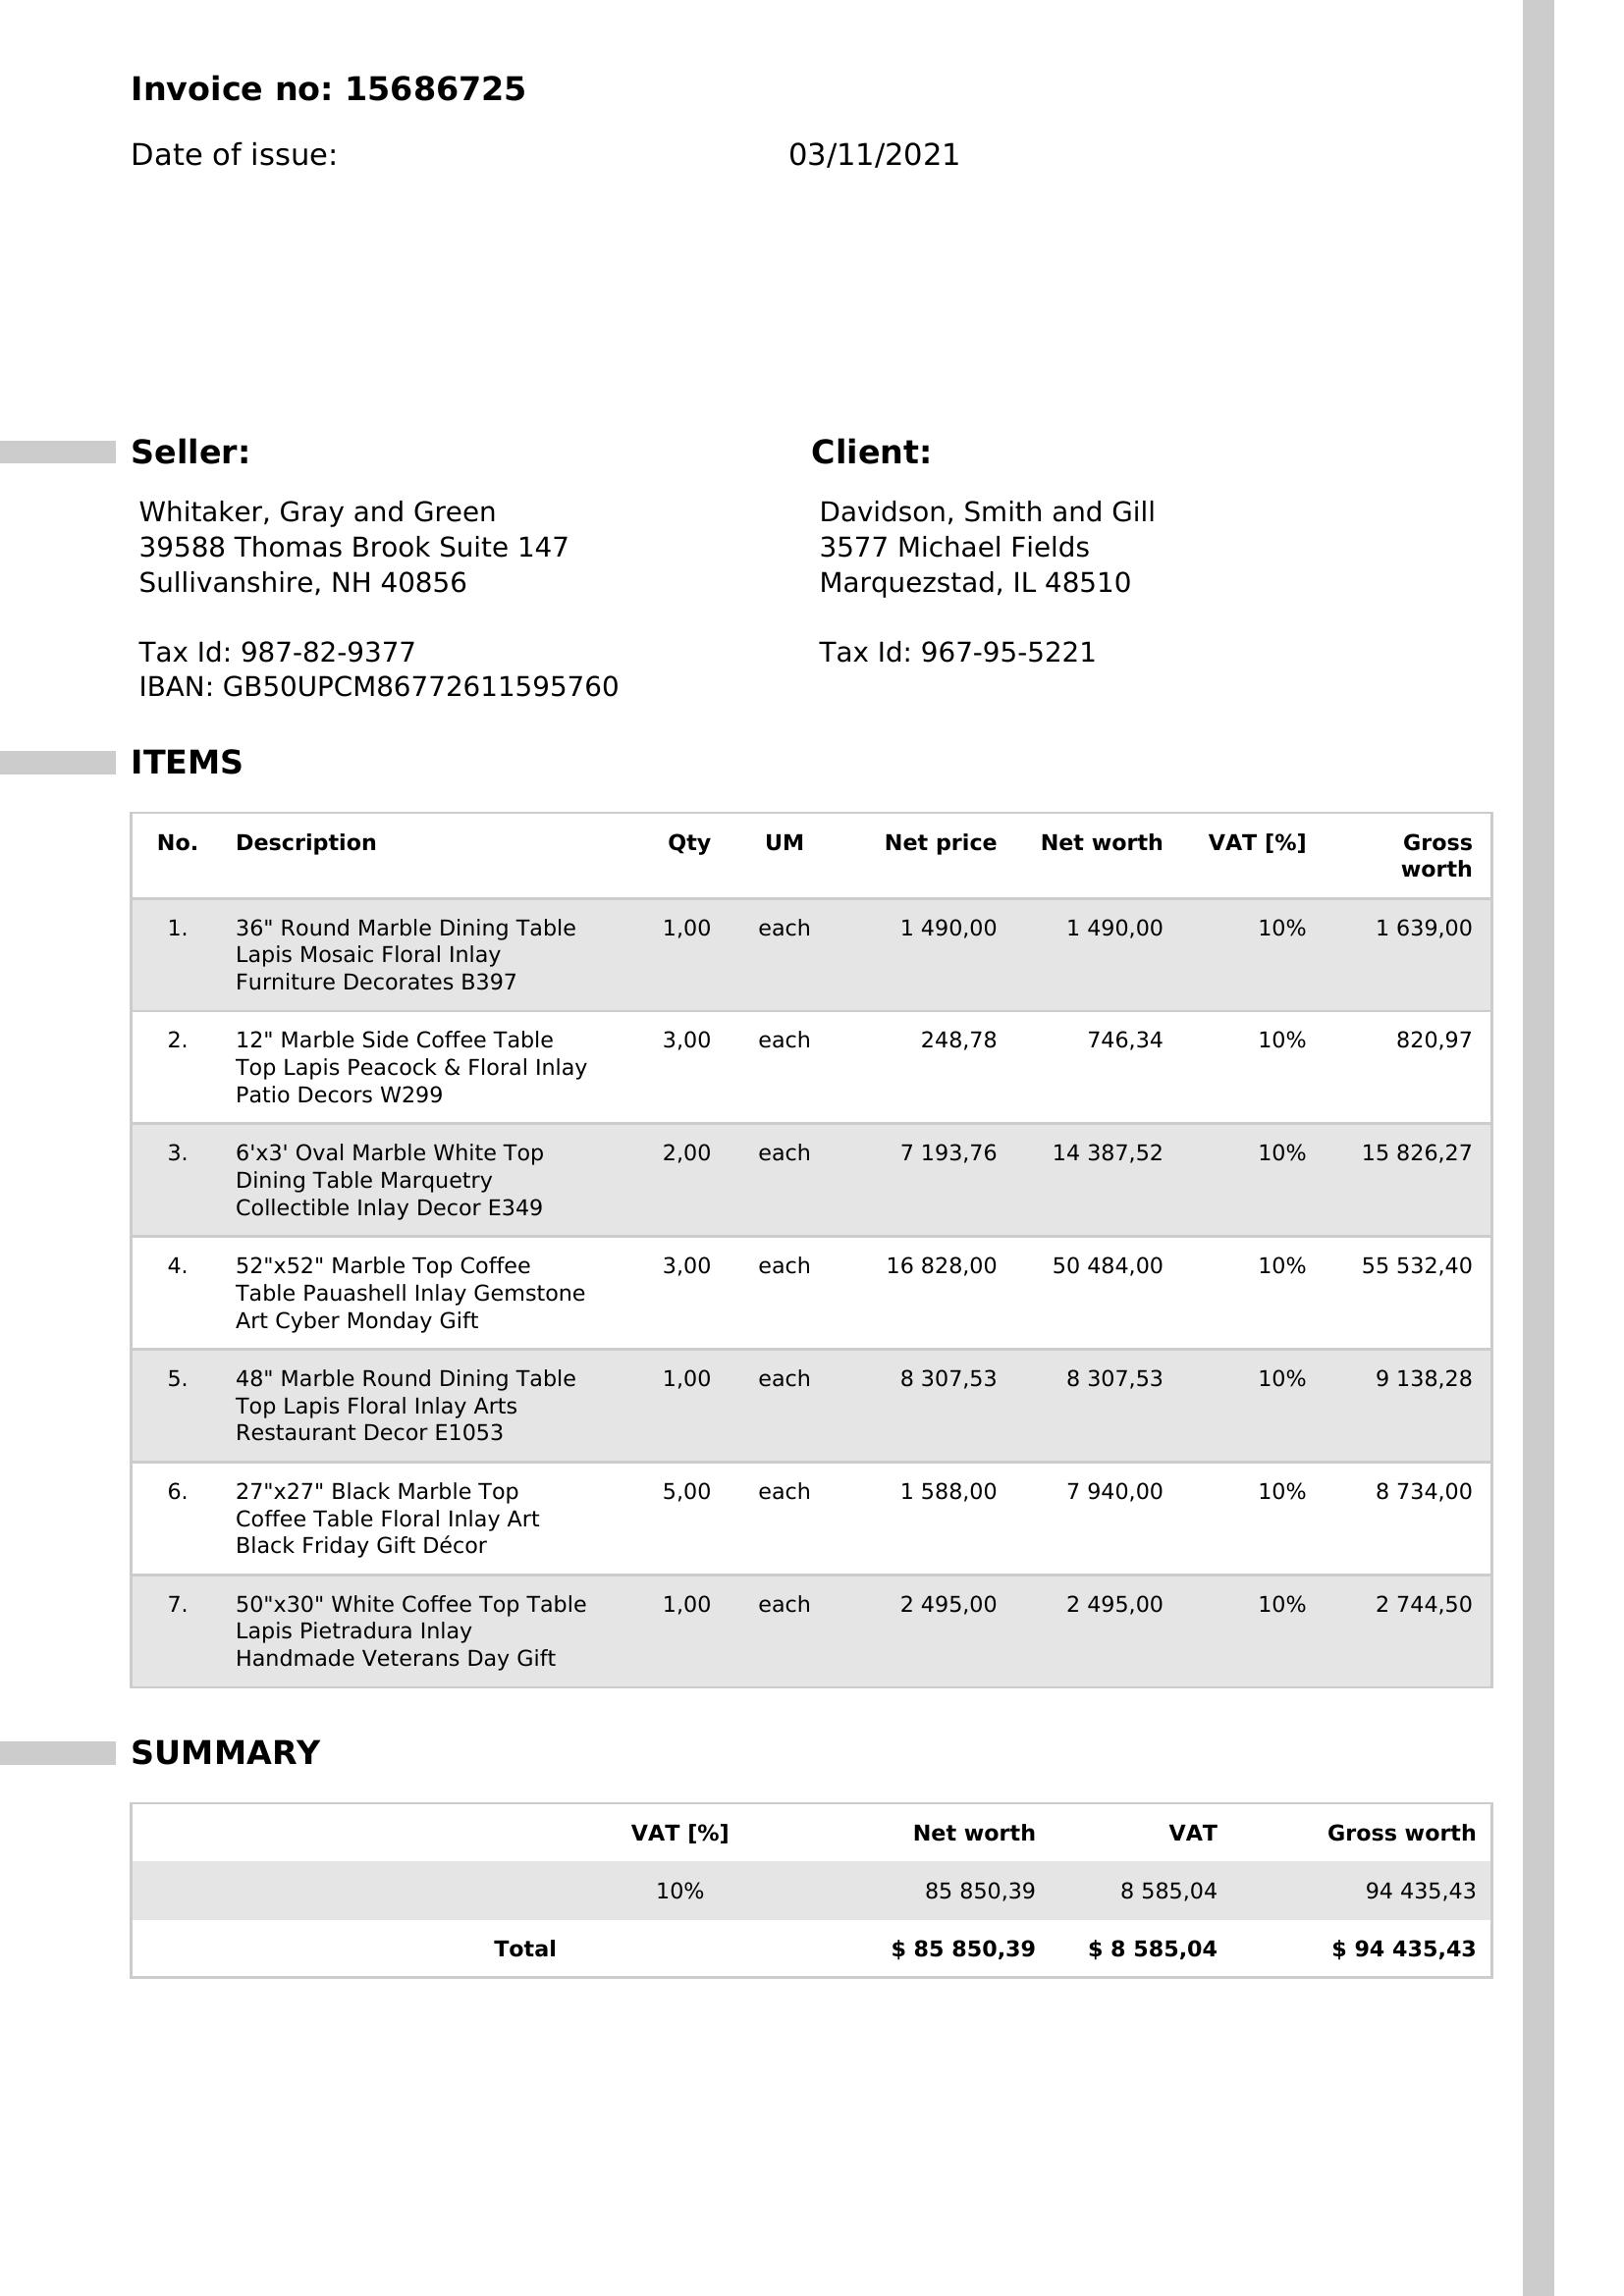 Invoice no: 15686725
Date of issue: 03/11/2021
Seller: Client:
Whitaker, Gray and Green
39588 Thomas Brook Suite 147
Sullivanshire, NH 40856
Tax Id: 987-82-9377
IBAN: GB50UPCM86772611595760
Davidson, Smith and Gill
3577 Michael Fields
Marquezstad, IL 48510
Tax Id: 967-95-5221
ITEMS
No. Description Qty UM Net price Net worth VAT [%] Gross
worth
1. 36" Round Marble Dining Table 1,00 each 1 490,00 1 490,00 10% 1 639,00
Lapis Mosaic Floral Inlay
Furniture Decorates B397
2. 12" Marble Side Coffee Table 3,00 each 248,78 746,34 10% 820,97
Top Lapis Peacock & Floral Inlay
Patio Decors W299
3. 6'x3' Oval Marble White Top 2,00 each 7 193,76 14 387,52 10% 15 826,27
Dining Table Marquetry
Collectible Inlay Decor E349
4. 52"x52" Marble Top Coffee 3,00 each 16 828,00 50 484,00 10% 55 532,40
Table Pauashell Inlay Gemstone
Art Cyber Monday Gift
5. 48" Marble Round Dining Table 1,00 each 8 307,53 8 307,53 10% 9 138,28
Top Lapis Floral Inlay Arts
Restaurant Decor E1053
6. 27"x27" Black Marble Top 5,00 each 1 588,00 7 940,00 10% 8 734,00
Coffee Table Floral Inlay Art
Black Friday Gift Décor
7. 50"x30" White Coffee Top Table 1,00 each 2 495,00 2 495,00 10% 2 744,50
Lapis Pietradura Inlay
Handmade Veterans Day Gift
SUMMARY
VAT [%] Net worth VAT Gross worth
10% 85 850,39 8 585,04 94 435,43
Total $ 85 850,39 $ 8 585,04 $ 94 435,43